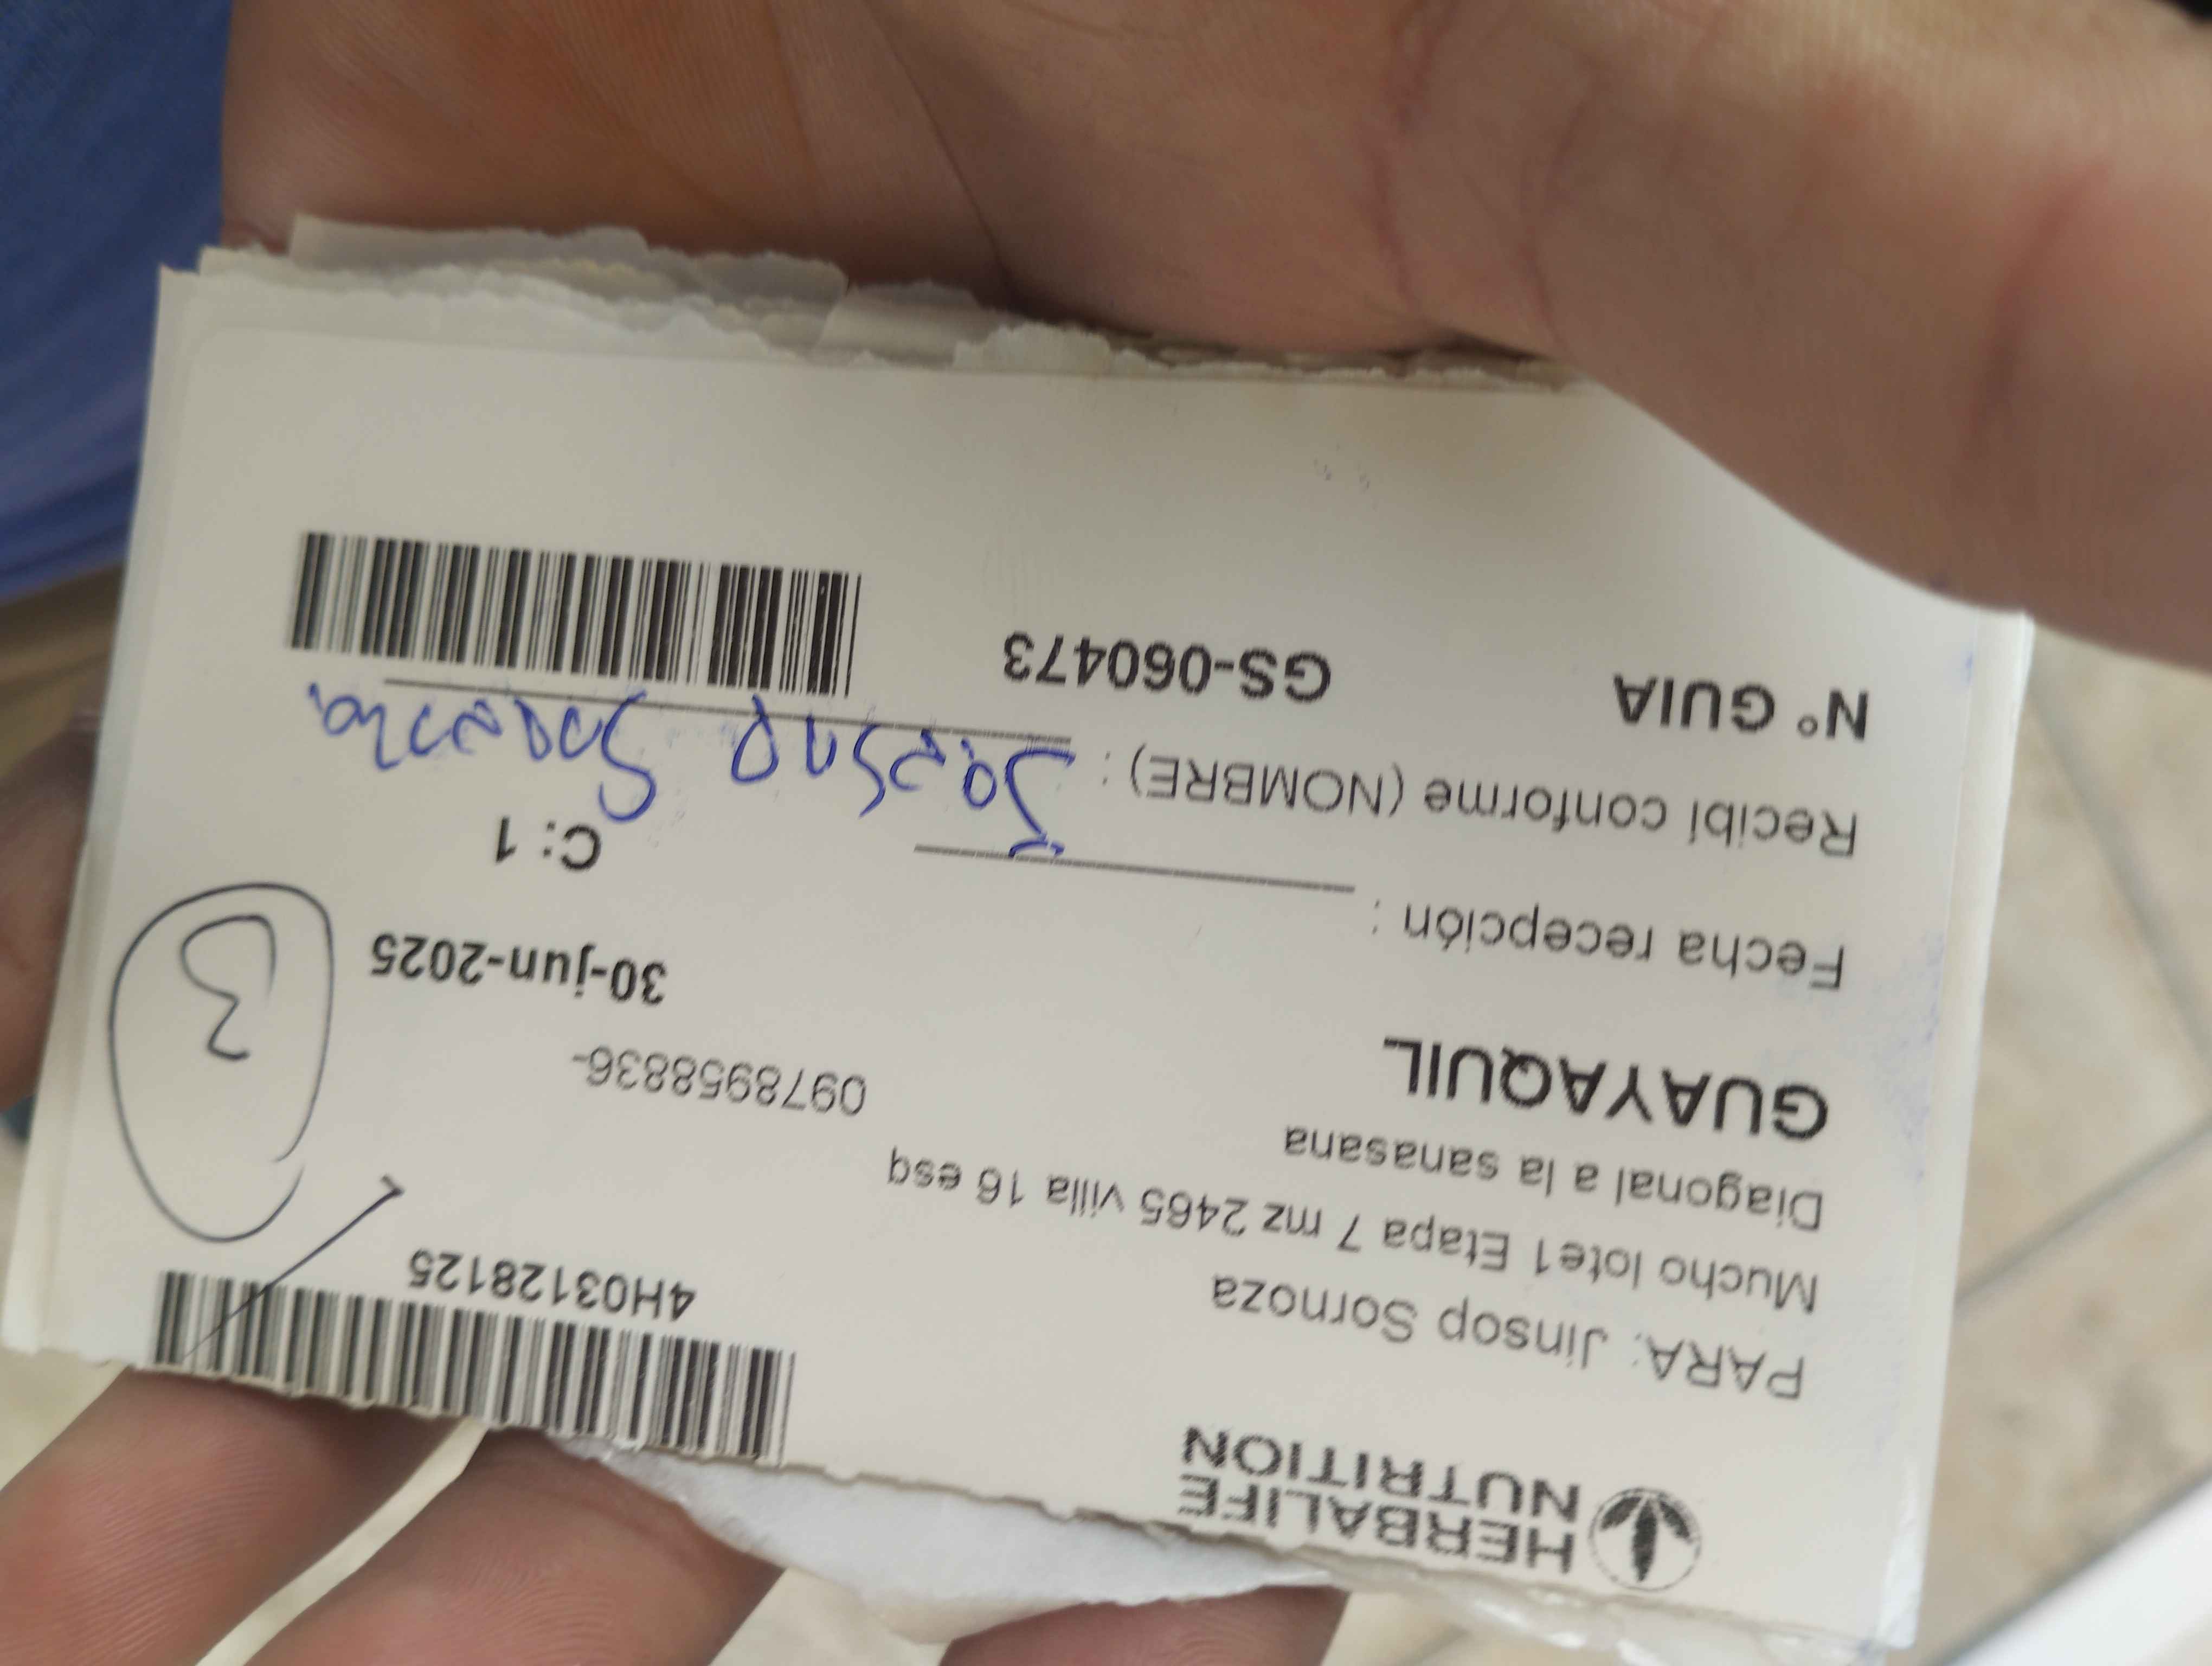 HERBALIFE
NUTRITION
4H03128125
PARA: Jinsop Sornoza
Mucho lote1 Etapa 7 mz 2465 villa 16 esq
Diagonal a la sanasana
0978958836-
GUAYAQUIL
30-jun-2025
3
Fecha recepción :
C: 1
Recibí conforme (NOMBRE) : Sornoza
N° GUIA GS-060473